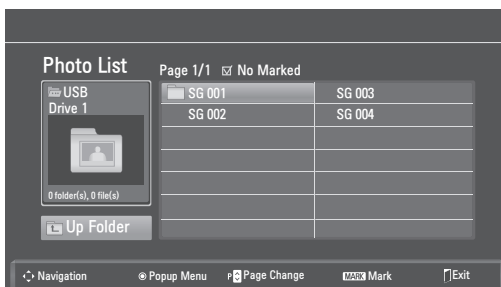 Photo List
Page 1/1 No Marked
USB
Drive 1
0 folder(s), 0 file(s)
Up Folder
SG 001 SG 003
SG 002 SG 004
Navigation Popup Menu P Page Change MARK Mark Exit